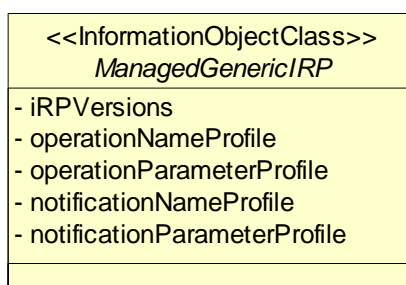 <<InformationObjectClass>>
ManagedGenericIRP
- iRPVersions
- operationNameProfile
- operationParameterProfile
- notificationNameProfile
- notificationParameterProfile